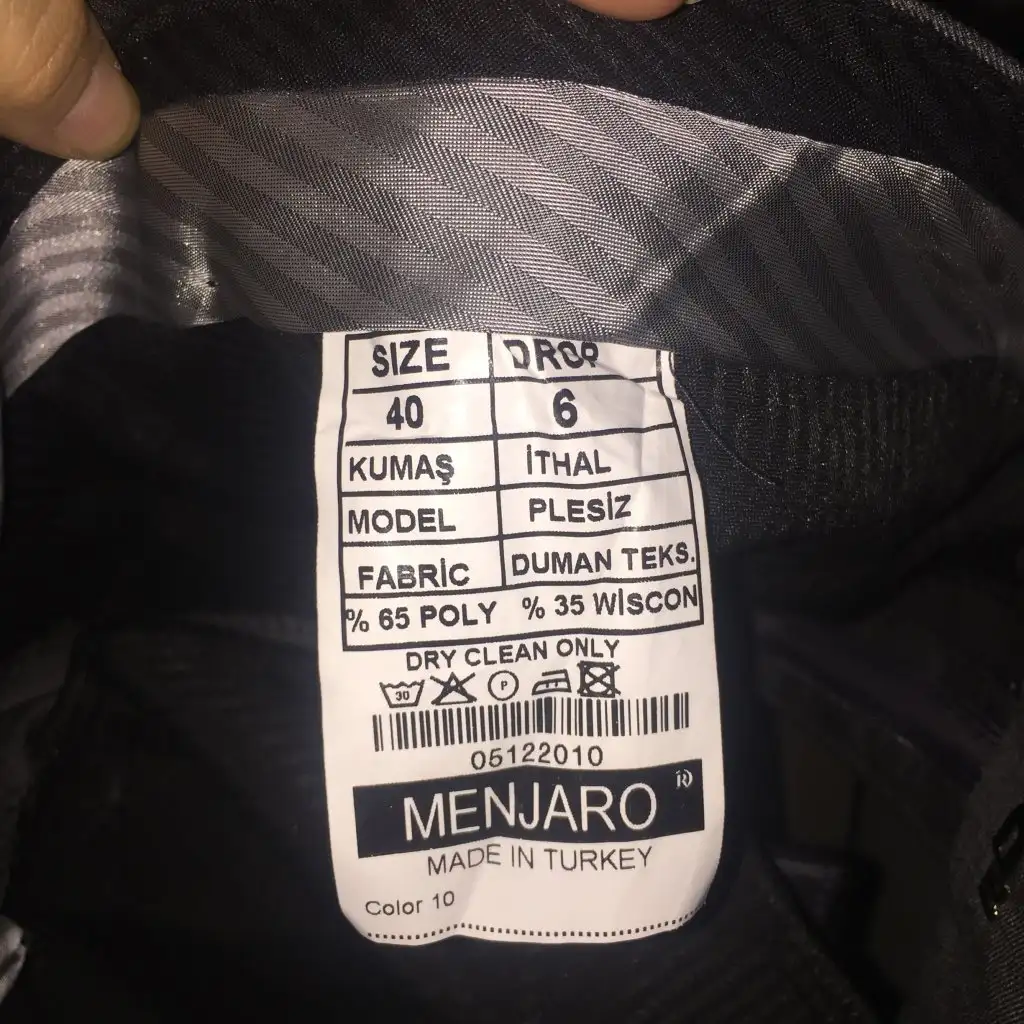 SIZE DROP
40 6
KUMAŞ İTHAL
MODEL PLESİZ
FABRİC DUMAN TEKS.
% 65 POLY % 35 WİSCON
DRY CLEAN ONLY
30 P
05122010
MENJARO ®
MADE IN TURKEY
Color 10